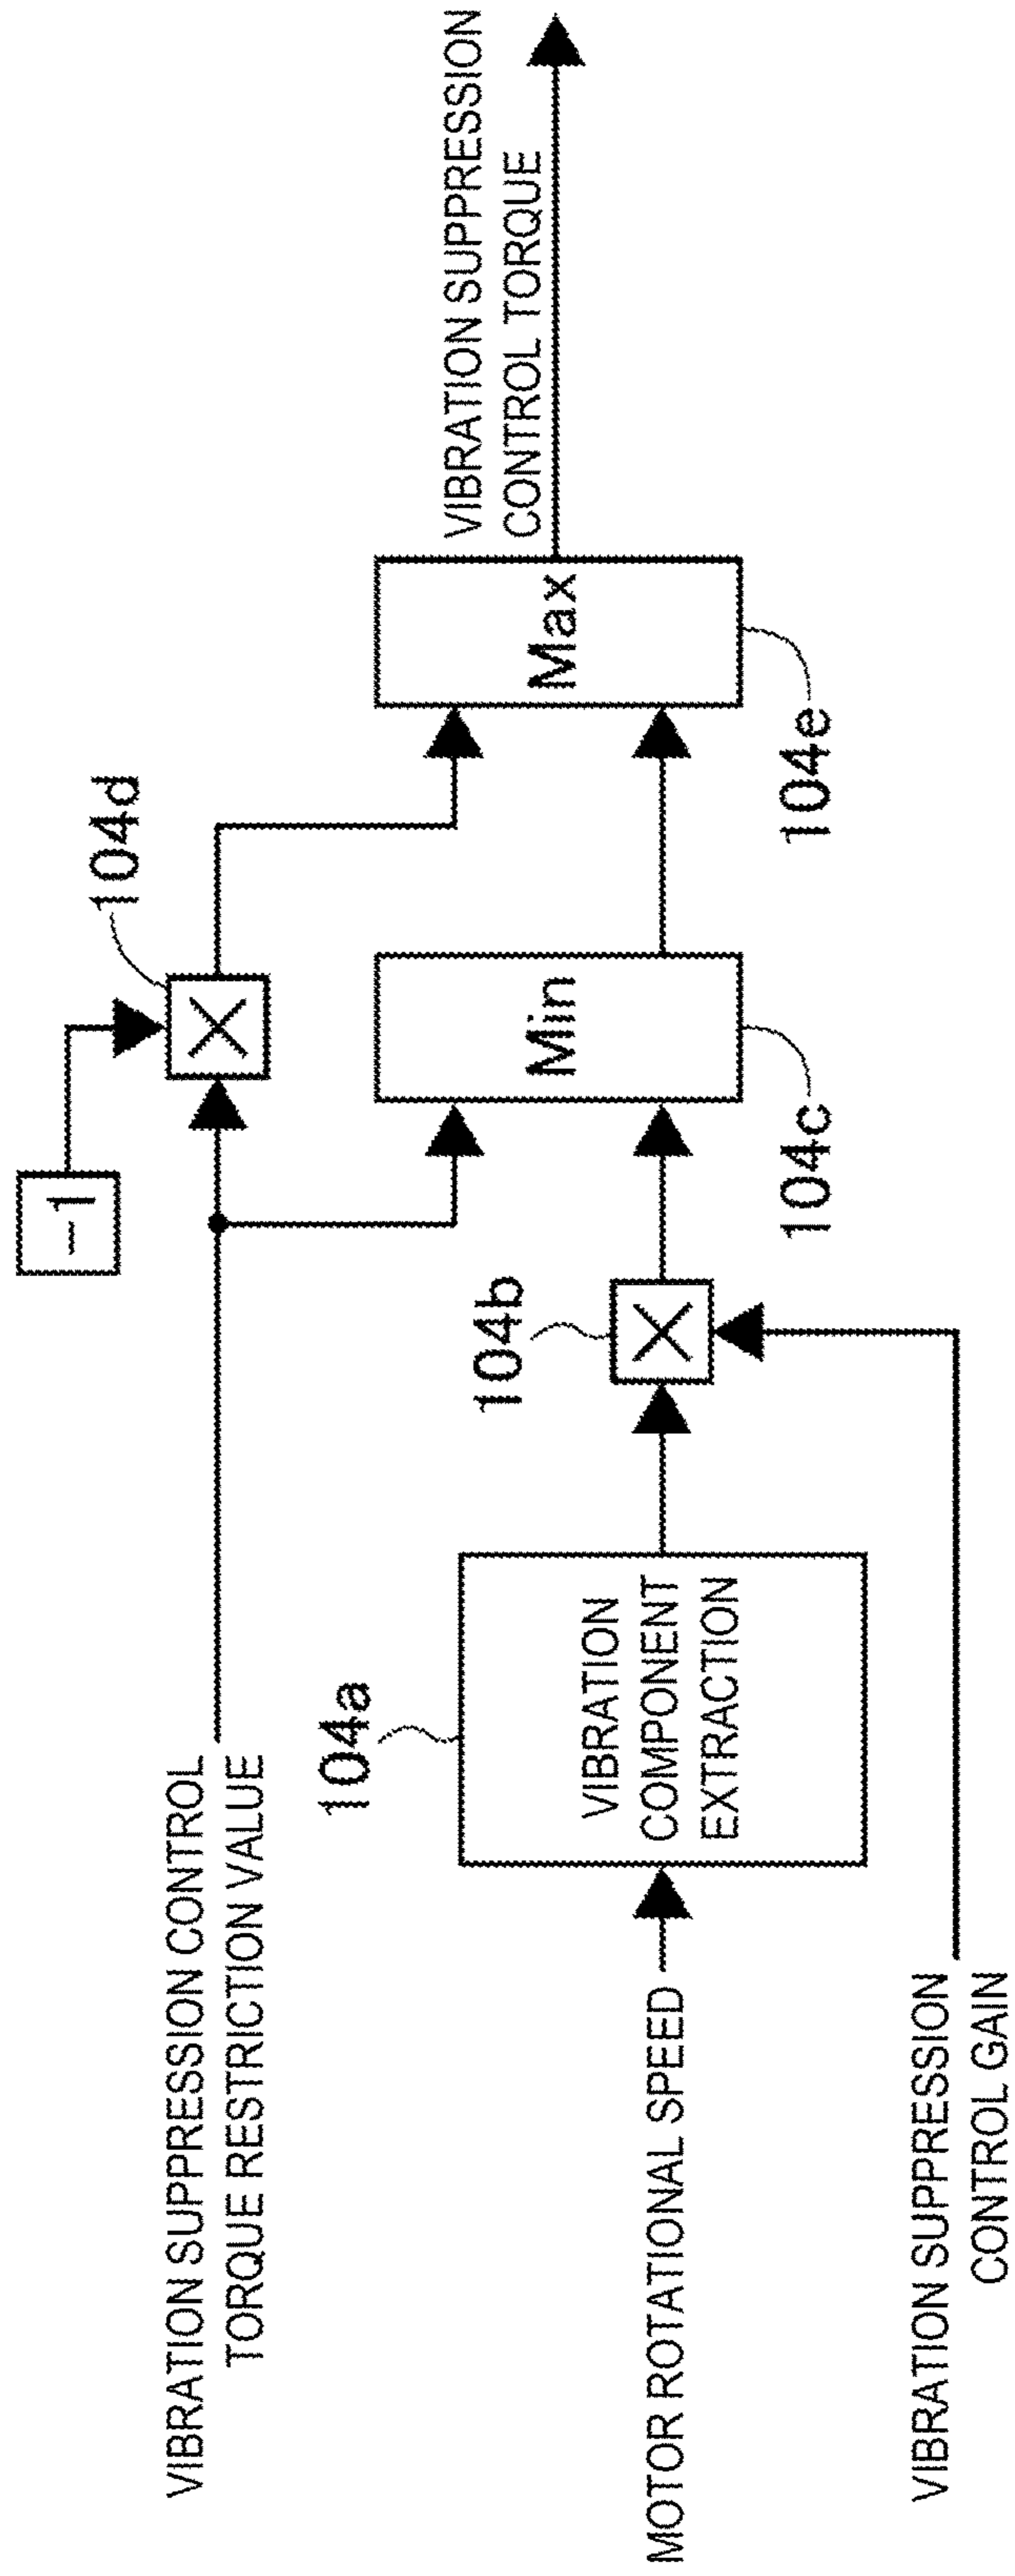 VIBRATION SUPPRESSION CONTROL
TORQUE RESTRICTION VALUE
-1
104d
104a
VIBRATION
COMPONENT
EXTRACTION
MOTOR ROTATIONAL SPEED
104b
×
×
Min
104c
Max
104e
VIBRATION SUPPRESSION
CONTROL TORQUE
VIBRATION SUPPRESSION
CONTROL GAIN